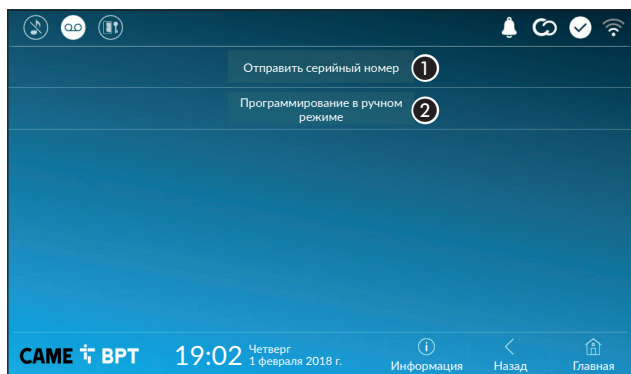 Отправить серийный номер 1
Программирование в ручном
режиме 2
CAME BPT 19:02 Четверг
1 февраля 2018 г.
Информация Назад Главная